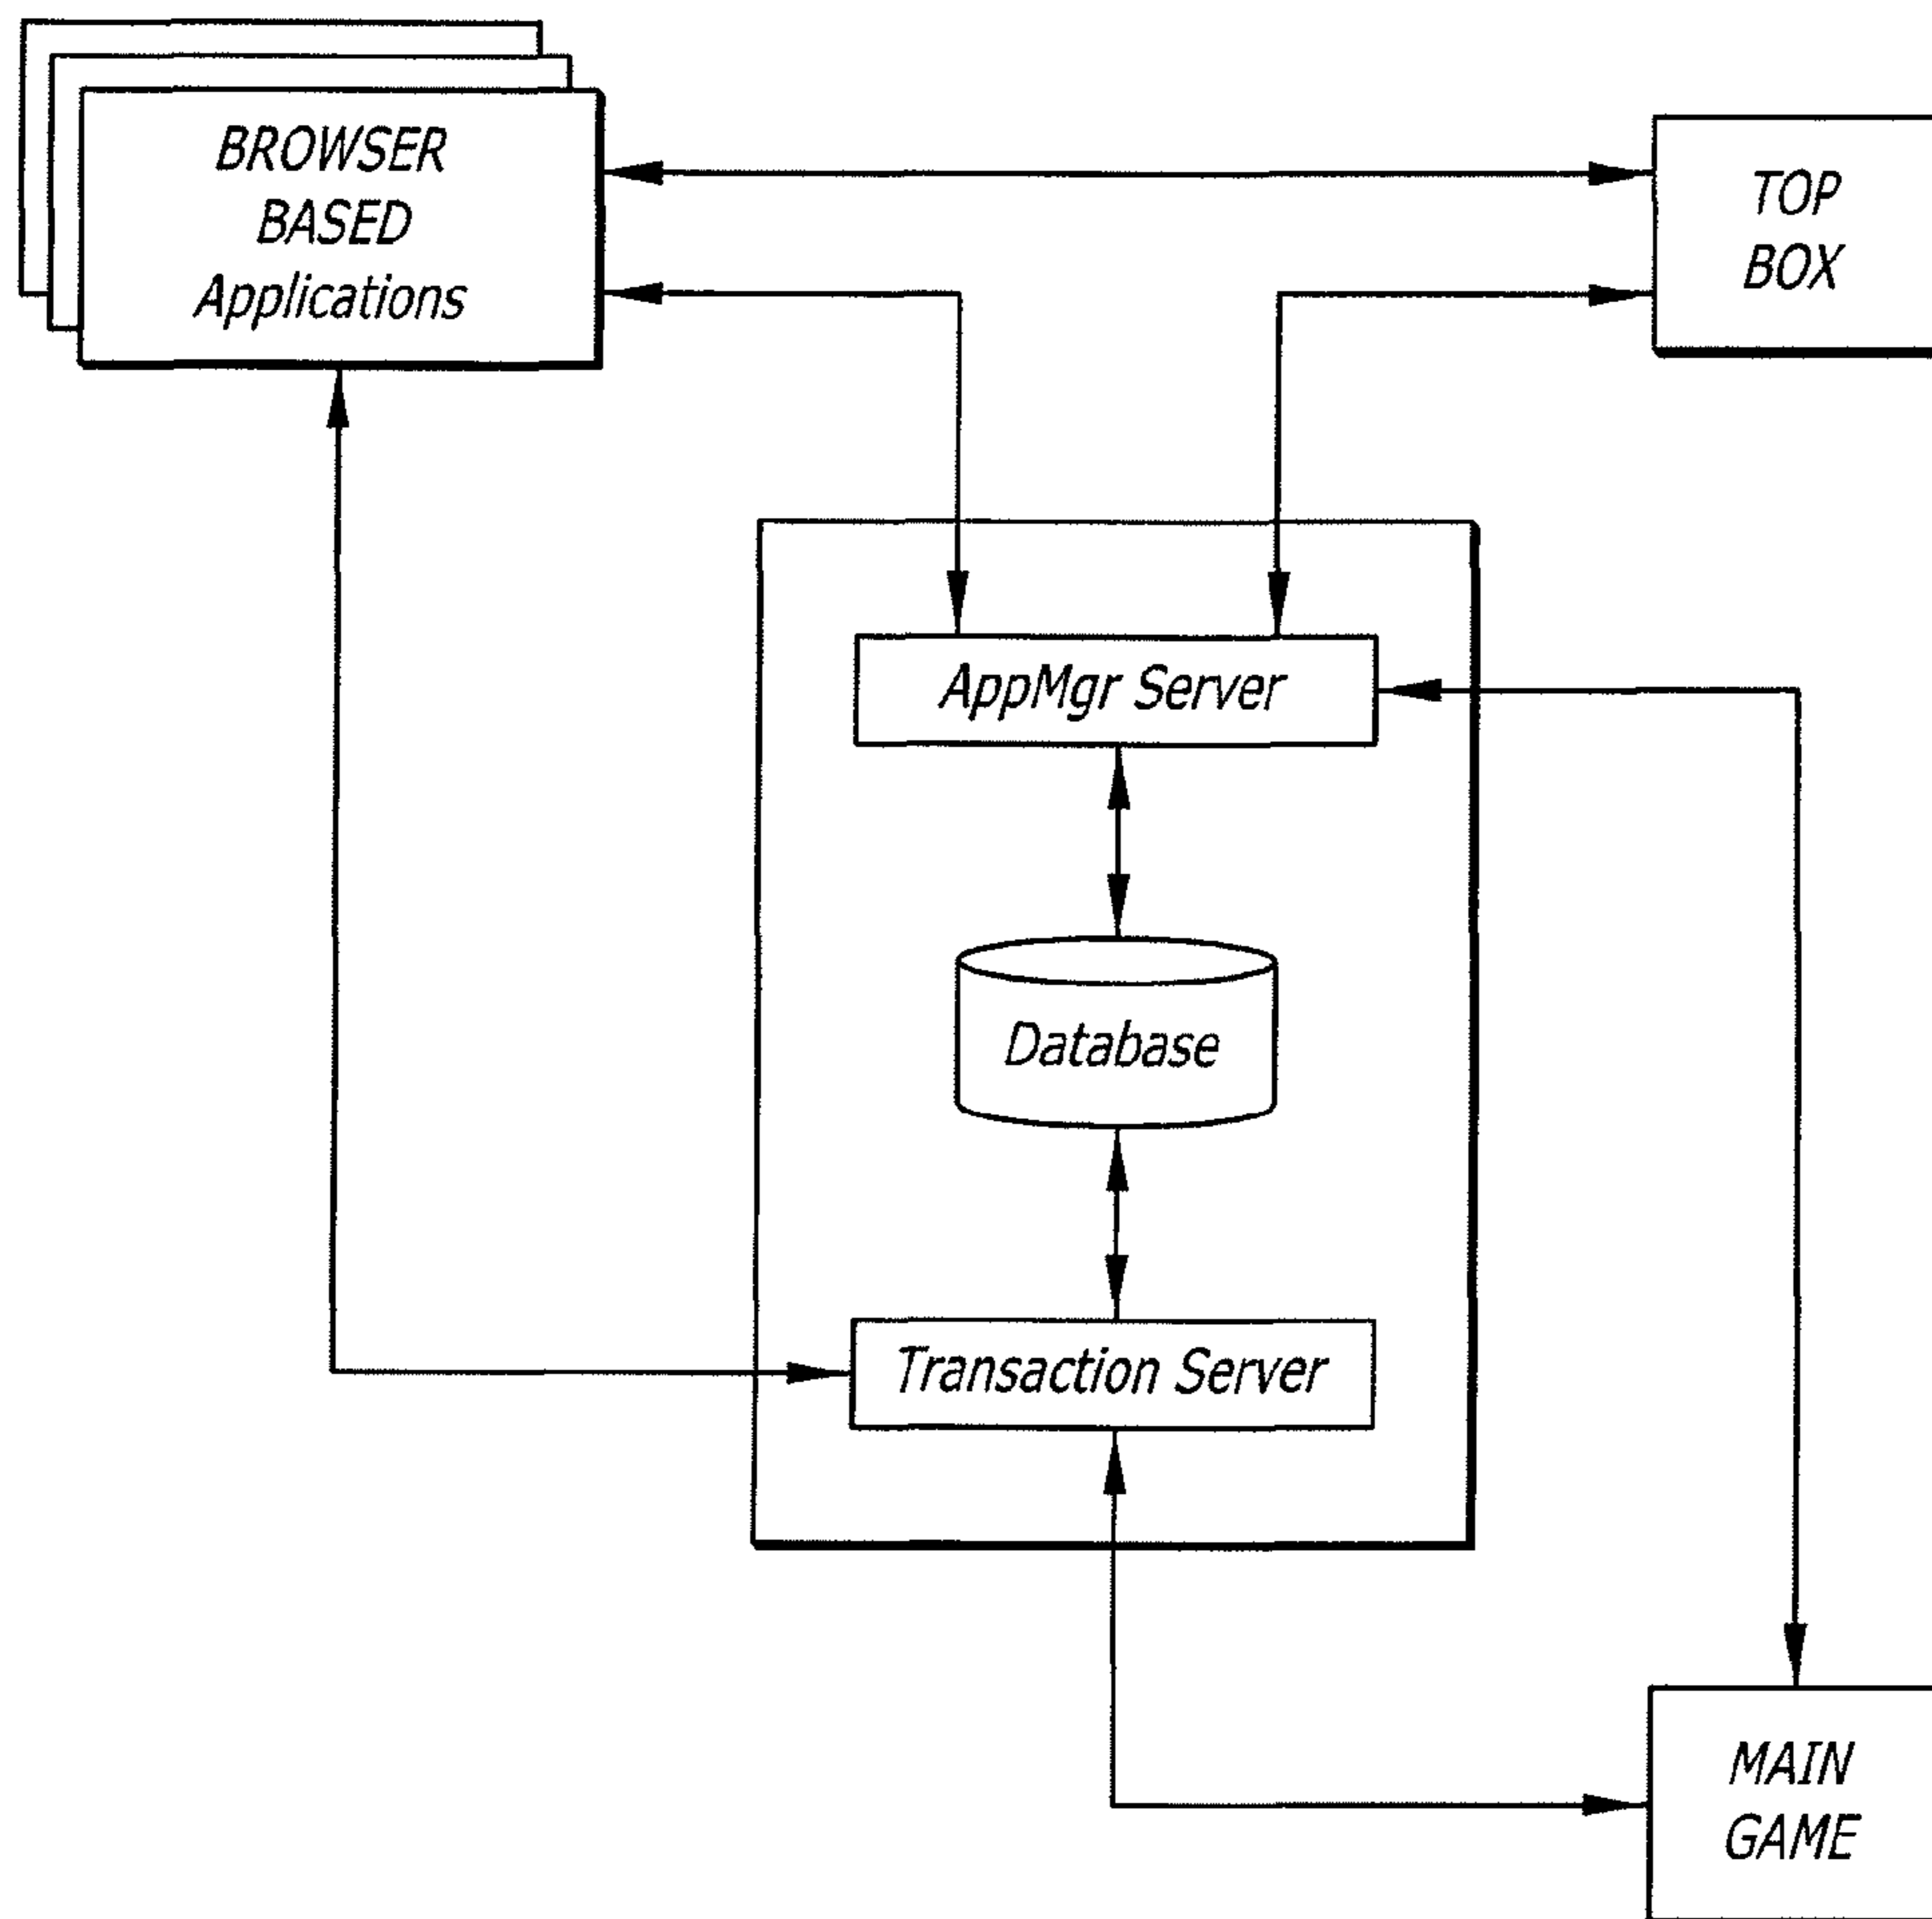 BROWSER
BASED
Applications
TOP
BOX
AppMgr Server
Database
Transaction Server
MAIN
GAME